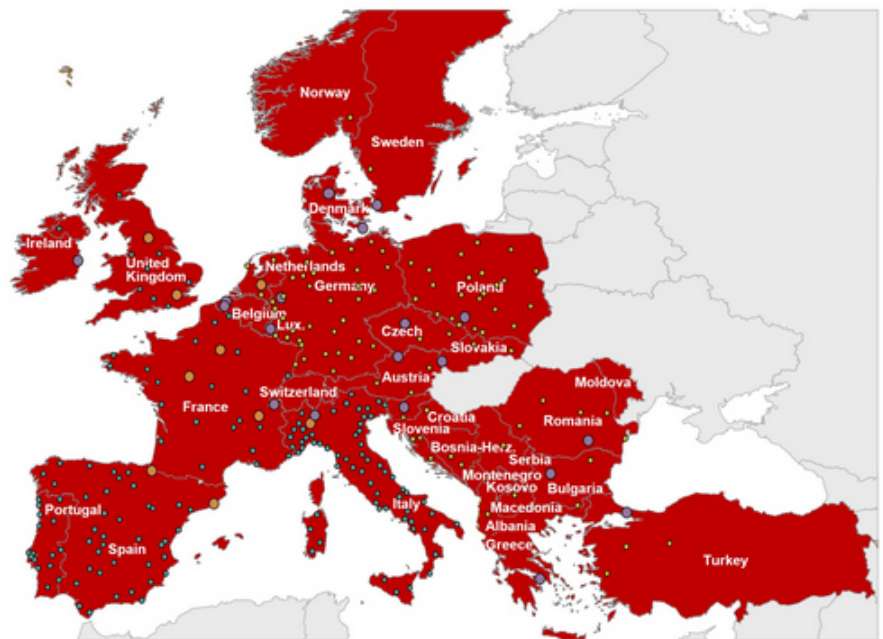 Norway
Sweden
Denmark
Ireland
United
Kingdom
Netherlands
Germany
Poland
Belgium
Lux.
Czech
Slovakia
Austria
Switzerland
France
Moldova
Romania
Croatia
Slovenia
Bosnia-Herz.
Serbia
Montenegro
Kosovo
Bulgaria
Macedonia
Albania
Greece
Italy
Portugal
Spain
Turkey